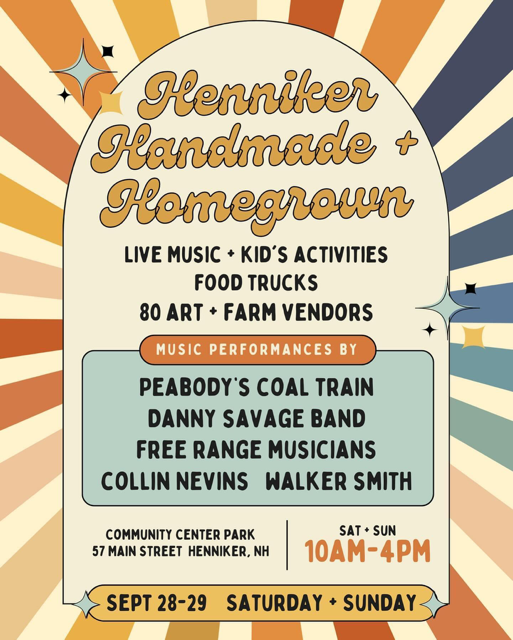 Henniker
Handmade +
Homegrown
LIVE MUSIC + KID'S ACTIVITIES
FOOD TRUCKS
80 ART + FARM VENDORS
MUSIC PERFORMANCES BY
PEABODY'S COAL TRAIN
DANNY SAVAGE BAND
FREE RANGE MUSICIANS
COLLIN NEVINS WALKER SMITH
COMMUNITY CENTER PARK
57 MAIN STREET HENNIKER, NH
SAT + SUN
10AM-4PM
SEPT 28-29 SATURDAY + SUNDAY